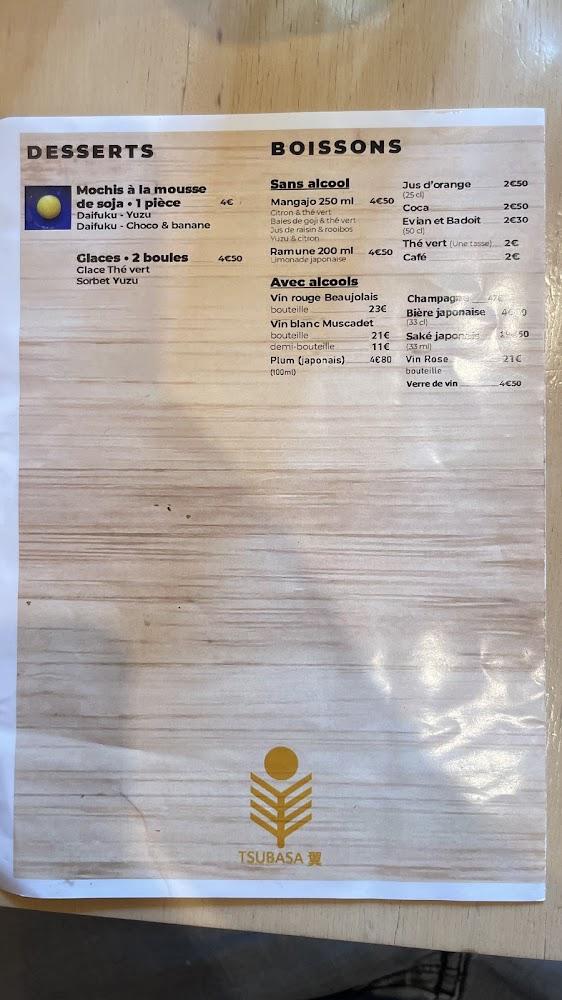 DESSERTS
Mochis à la mousse
de soja • 1 pièce 4€
Daifuku - Yuzu
Daifuku - Choco & banane
Glaces • 2 boules 4€50
Glace Thé vert
Sorbet Yuzu
BOISSONS
Sans alcool
Mangajo 250 ml 4€50
Citron & thé vert
Baies de goji & thé vert
Jus de raisin & rooibos
Yuzu & citron
Ramune 200 ml 4€50
Limonade japonaise
Jus d'orange 2€50
(25 cl)
Coca 2€50
Evian et Badoit 2€30
(50 cl)
Thé vert (Une tasse) 2€
Café 2€
Avec alcools
Vin rouge Beaujolais
bouteille 23€
Vin blanc Muscadet
bouteille 21€
demi-bouteille 11€
Plum (japonais) 4€80
(100ml)
Champagne
Bière japonaise
(33 cl)
Saké japonais
(33 ml)
Vin Rose 21€
bouteille
Verre de vin 4€50
TSUBASA 翼